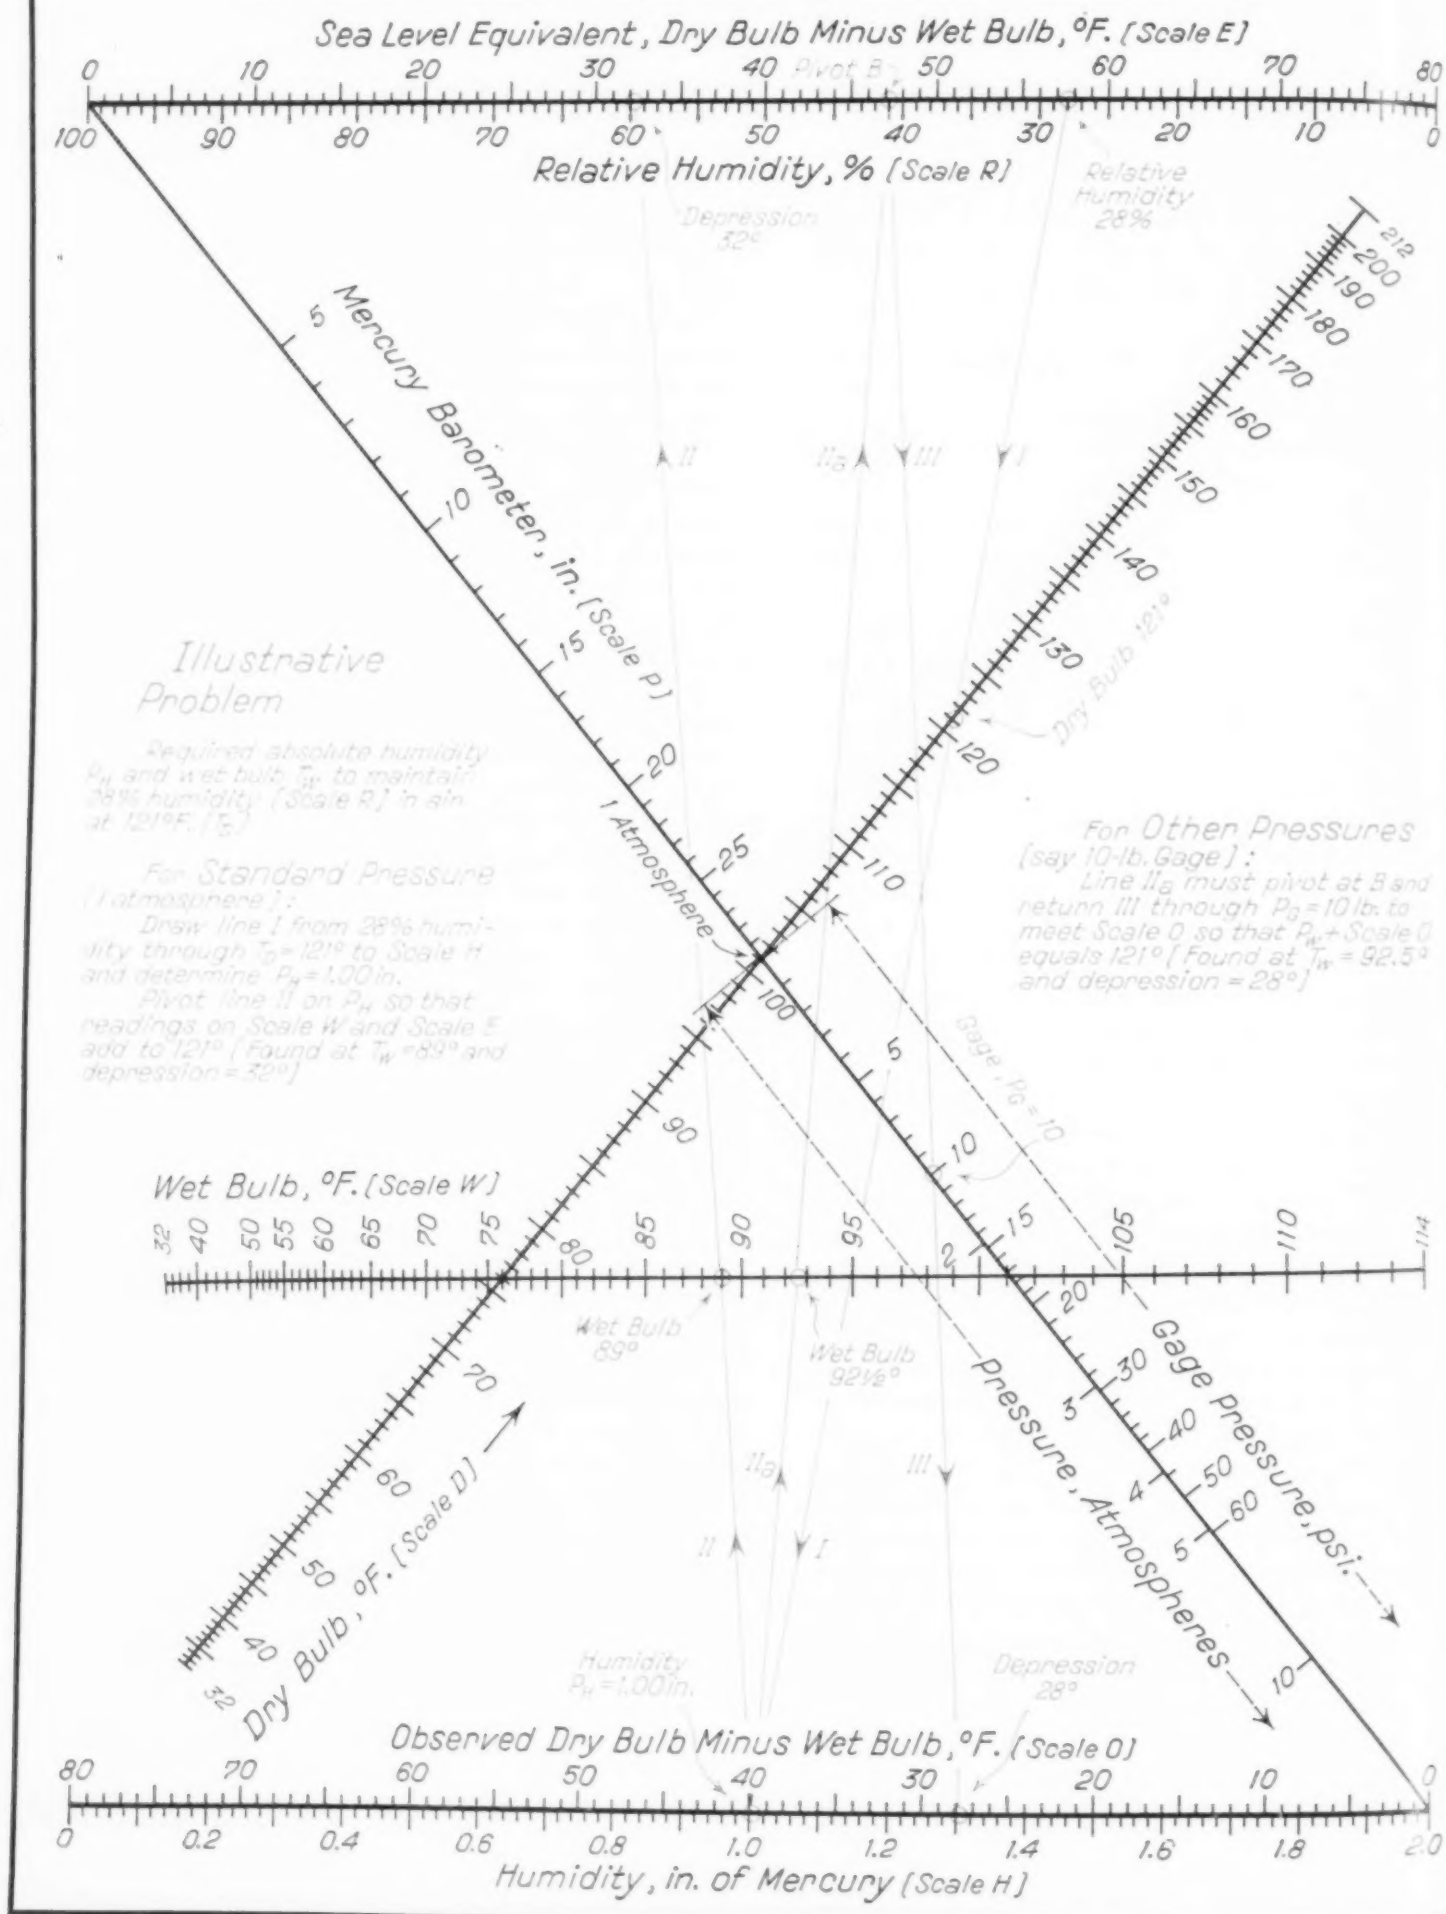 Sea Level Equivalent, Dry Bulb Minus Wet Bulb, °F. [Scale E]
0 10 20 30 40 50 60 70 80
Pivot B
100 90 80 70 60 50 40 30 20 10 0
Relative Humidity, % [Scale R]
Depression
32°
Relative
Humidity
28%
Mercury Barometer, in. [Scale P]
5 10 15 20 25
1 Atmosphere
212 200 190 180 170 160 150 140 130 120 110 100 90 80 70 60 50 40 32
Dry Bulb, °F. [Scale D]
II IIa III I
Dry Bulb 121°
Illustrative
Problem
Required absolute humidity
P_H and wet bulb T_W to maintain
28% humidity [Scale R] in air
at 121°F. [T_D]
For Standard Pressure
[1 atmosphere]:
Draw line I from 28% humi-
dity through T_D = 121° to Scale H
and determine P_H = 1.00 in.
Pivot line II on P_H so that
readings on Scale W and Scale E
add to 121° [Found at T_W = 89° and
depression = 32°]
For Other Pressures
[say 10-lb. Gage]:
Line IIa must pivot at B and
return III through P_G = 10 lb. to
meet Scale O so that P_W + Scale O
equals 121° [Found at T_W = 92.5°
and depression = 28°]
Gage, P_G = 10
5 10 15 20 30 40 50 60
Gage Pressure, psi.
2 3 4 5 10
Pressure, Atmospheres
Wet Bulb, °F. [Scale W]
32 40 50 55 60 65 70 75 80 85 90 95 105 110 114
Wet Bulb
89°
Wet Bulb
92½°
IIa III
II I
Humidity
P_H = 1.00 in.
Depression
28°
Observed Dry Bulb Minus Wet Bulb, °F. [Scale O]
80 70 60 50 40 30 20 10 0
0 0.2 0.4 0.6 0.8 1.0 1.2 1.4 1.6 1.8 2.0
Humidity, in. of Mercury [Scale H]